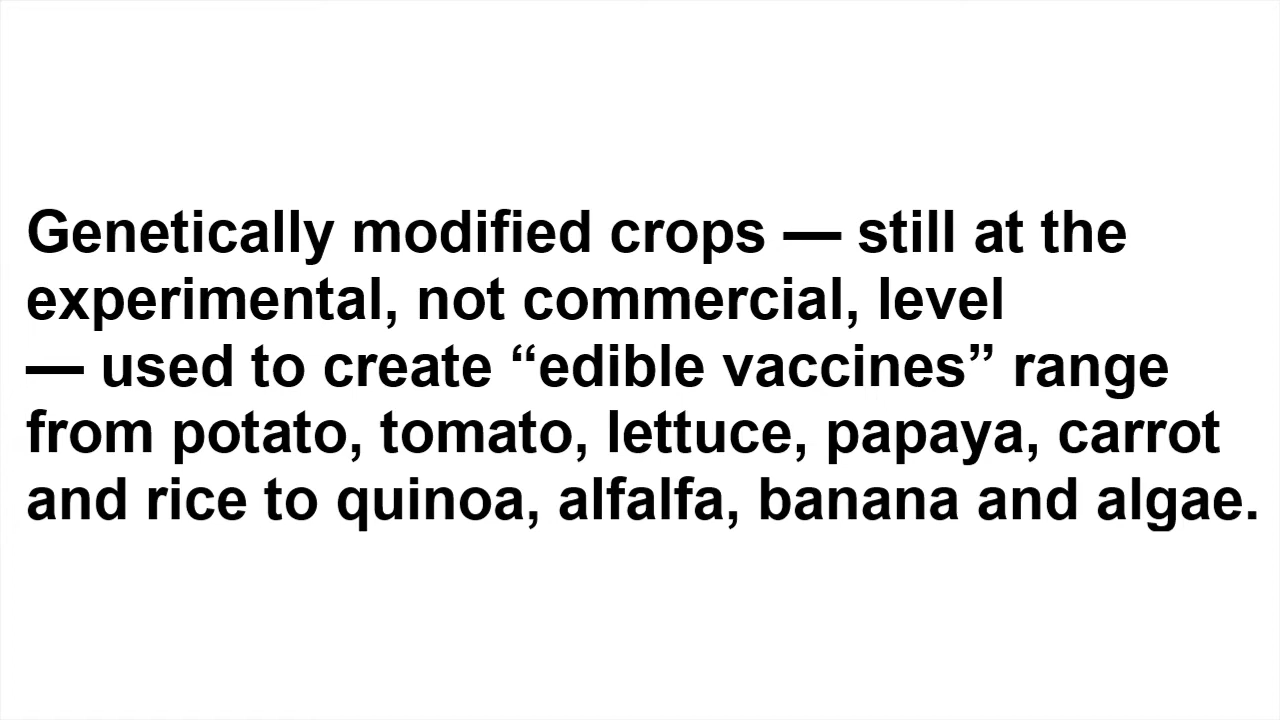 Genetically modified crops — still at the
experimental, not commercial, level
— used to create “edible vaccines” range
from potato, tomato, lettuce, papaya, carrot
and rice to quinoa, alfalfa, banana and algae.